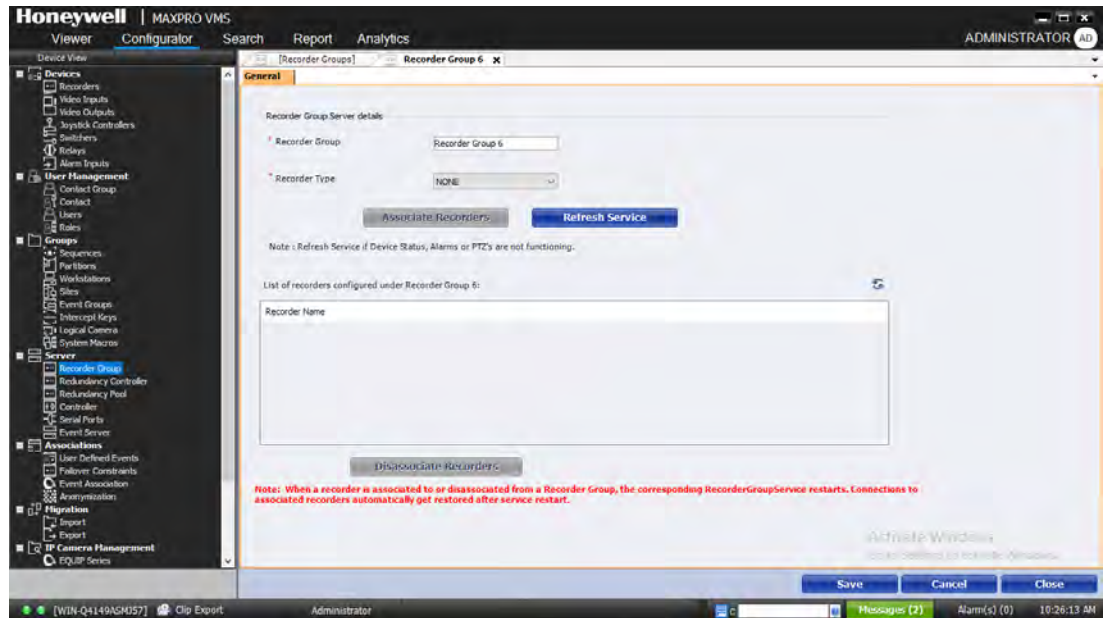 Honeywell | MAXPRO VMS
Viewer Configurator Search Report Analytics ADMINISTRATOR AD
Device View [Recorder Groups] Recorder Group 6
General
Devices
Recorders
Video Inputs
Video Outputs
Joystick Controllers
Switchers
Relays
Alarm Inputs
User Management
Contact Group
Contact
Users
Roles
Groups
Sequences
Partitions
Workstations
Sites
Event Groups
Intercept Keys
Logical Camera
System Macros
Server
Recorder Group
Redundancy Controller
Redundancy Pool
Controller
Serial Ports
Event Server
Associations
User Defined Events
Failover Constraints
Event Association
Anonymization
Migration
Import
Export
IP Camera Management
EQUIP Series
Recorder Group Server details
* Recorder Group Recorder Group 6
* Recorder Type NONE
Associate Recorders Refresh Service
Note : Refresh Service if Device Status, Alarms or PTZ's are not functioning.
List of recorders configured under Recorder Group 6:
Recorder Name
Disassociate Recorders
Note: When a recorder is associated to or disassociated from a Recorder Group, the corresponding RecorderGroupService restarts. Connections to
associated recorders automatically get restored after service restart.
Activate Windows
Save Cancel Close
[WIN-Q4149ASMJ57] Clip Export Administrator C Messages (2) Alarm(s) (0) 10:26:13 AM